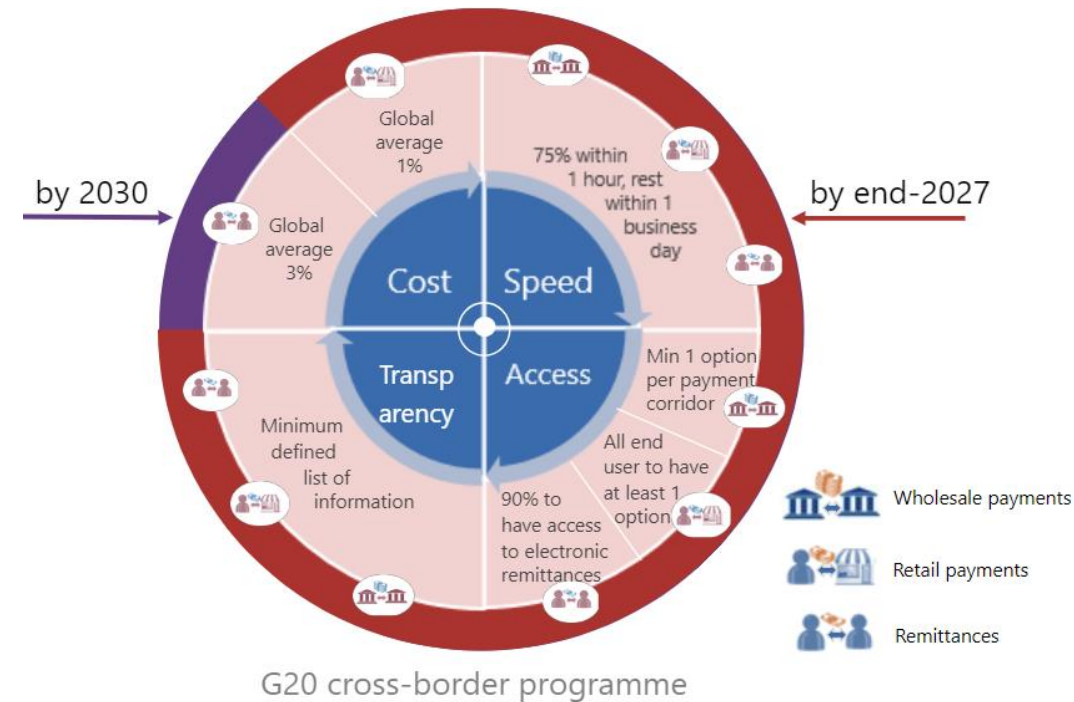 Global
average
1%
75% within
1 hour, rest
within 1
business
day
by 2030
by end-2027
Global
average
3%
Cost
Speed
Transp
arency
Access
Min 1 option
per payment
corridor
Minimum
defined
list of
information
All end
user to have
at least 1
option
90% to
have access
to electronic
remittances
Wholesale payments
Retail payments
Remittances
G20 cross-border programme